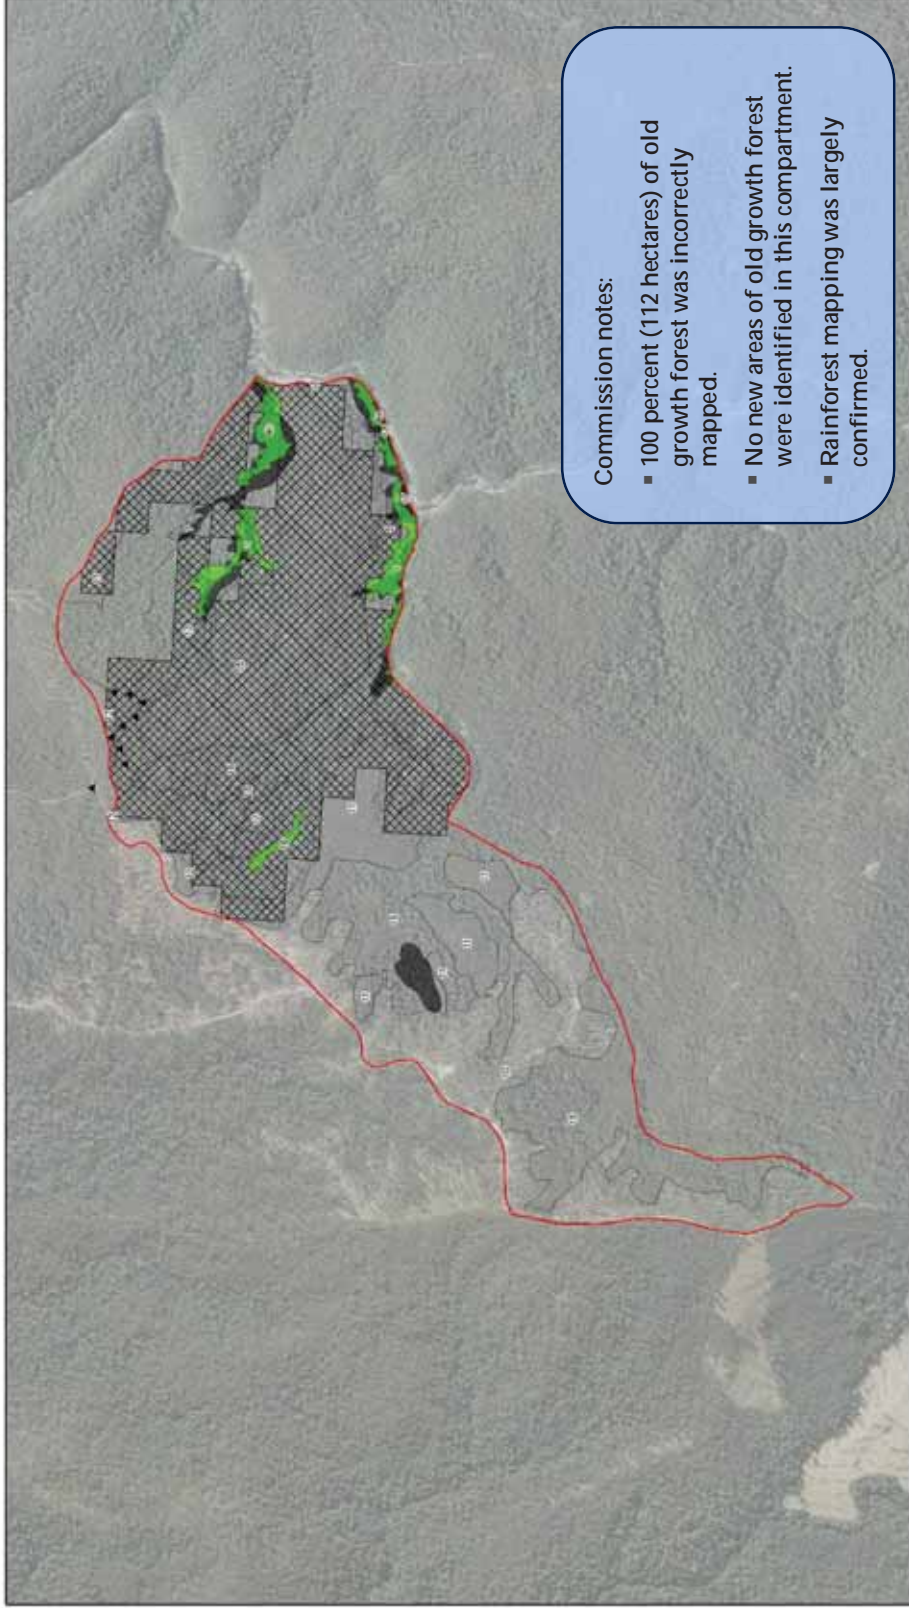 Commission notes:
▪ 100 percent (112 hectares) of old
growth forest was incorrectly
mapped.
▪ No new areas of old growth forest
were identified in this compartment.
▪ Rainforest mapping was largely
confirmed.